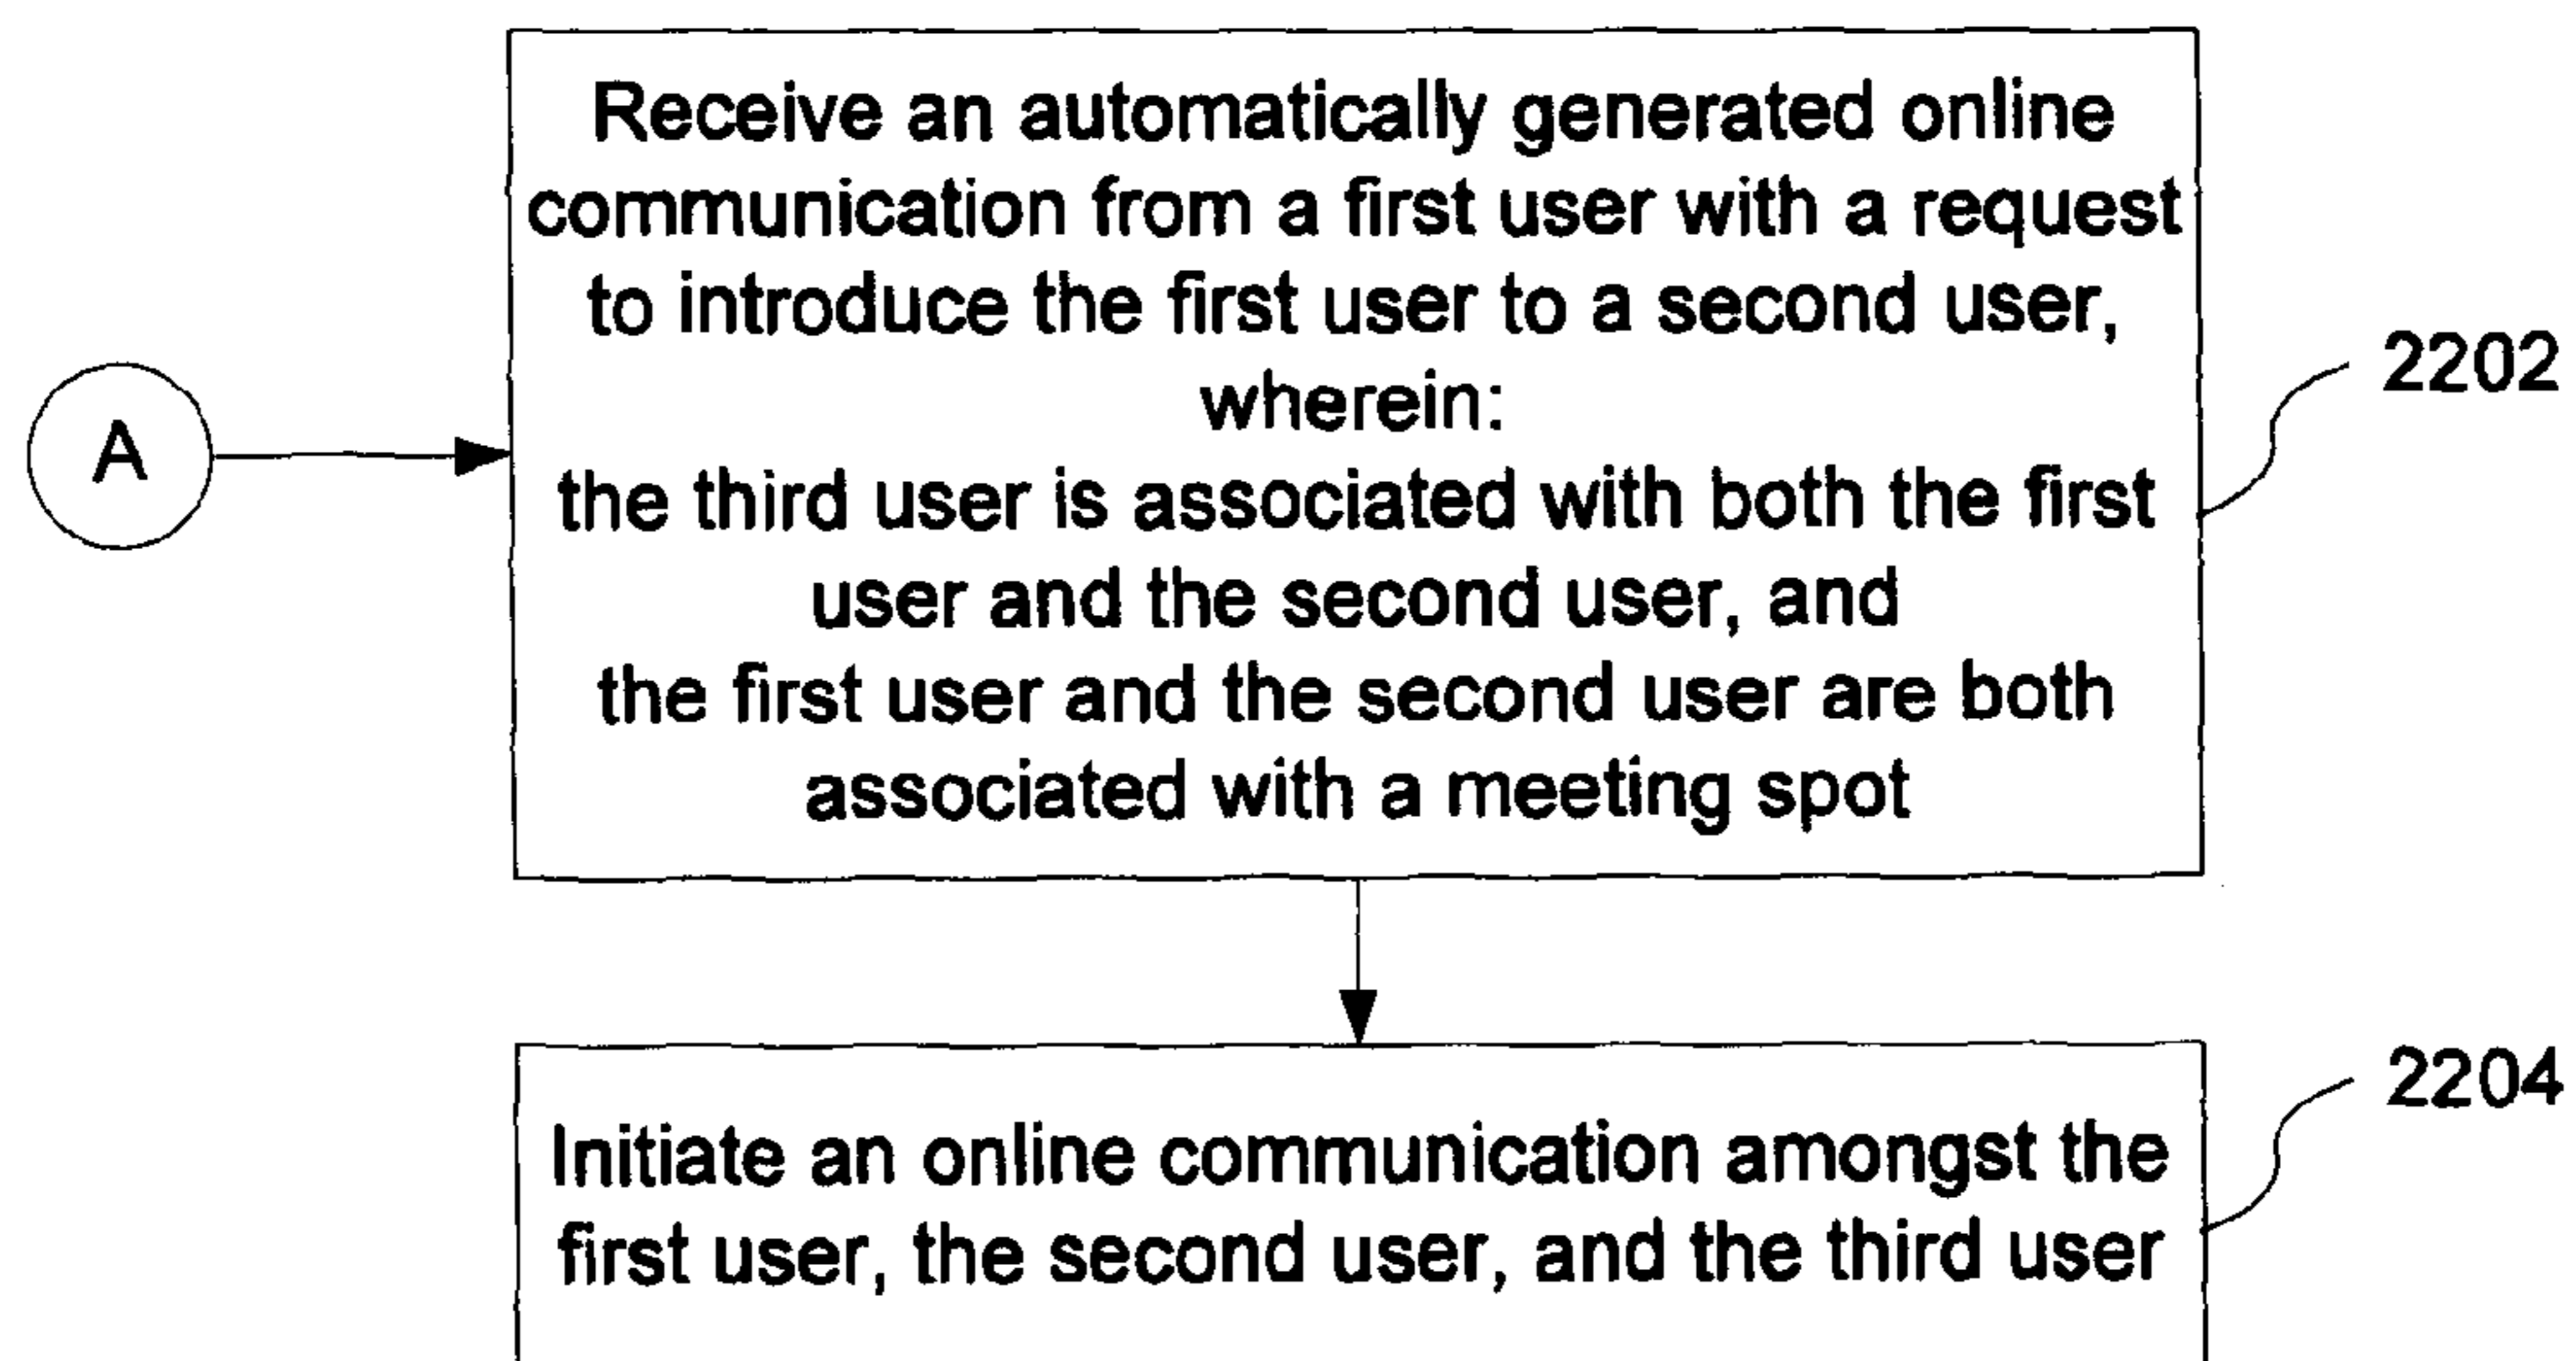 Receive an automatically generated online
communication from a first user with a request
to introduce the first user to a second user,
wherein:
the third user is associated with both the first
user and the second user, and
the first user and the second user are both
associated with a meeting spot
2202
A
Initiate an online communication amongst the
first user, the second user, and the third user
2204